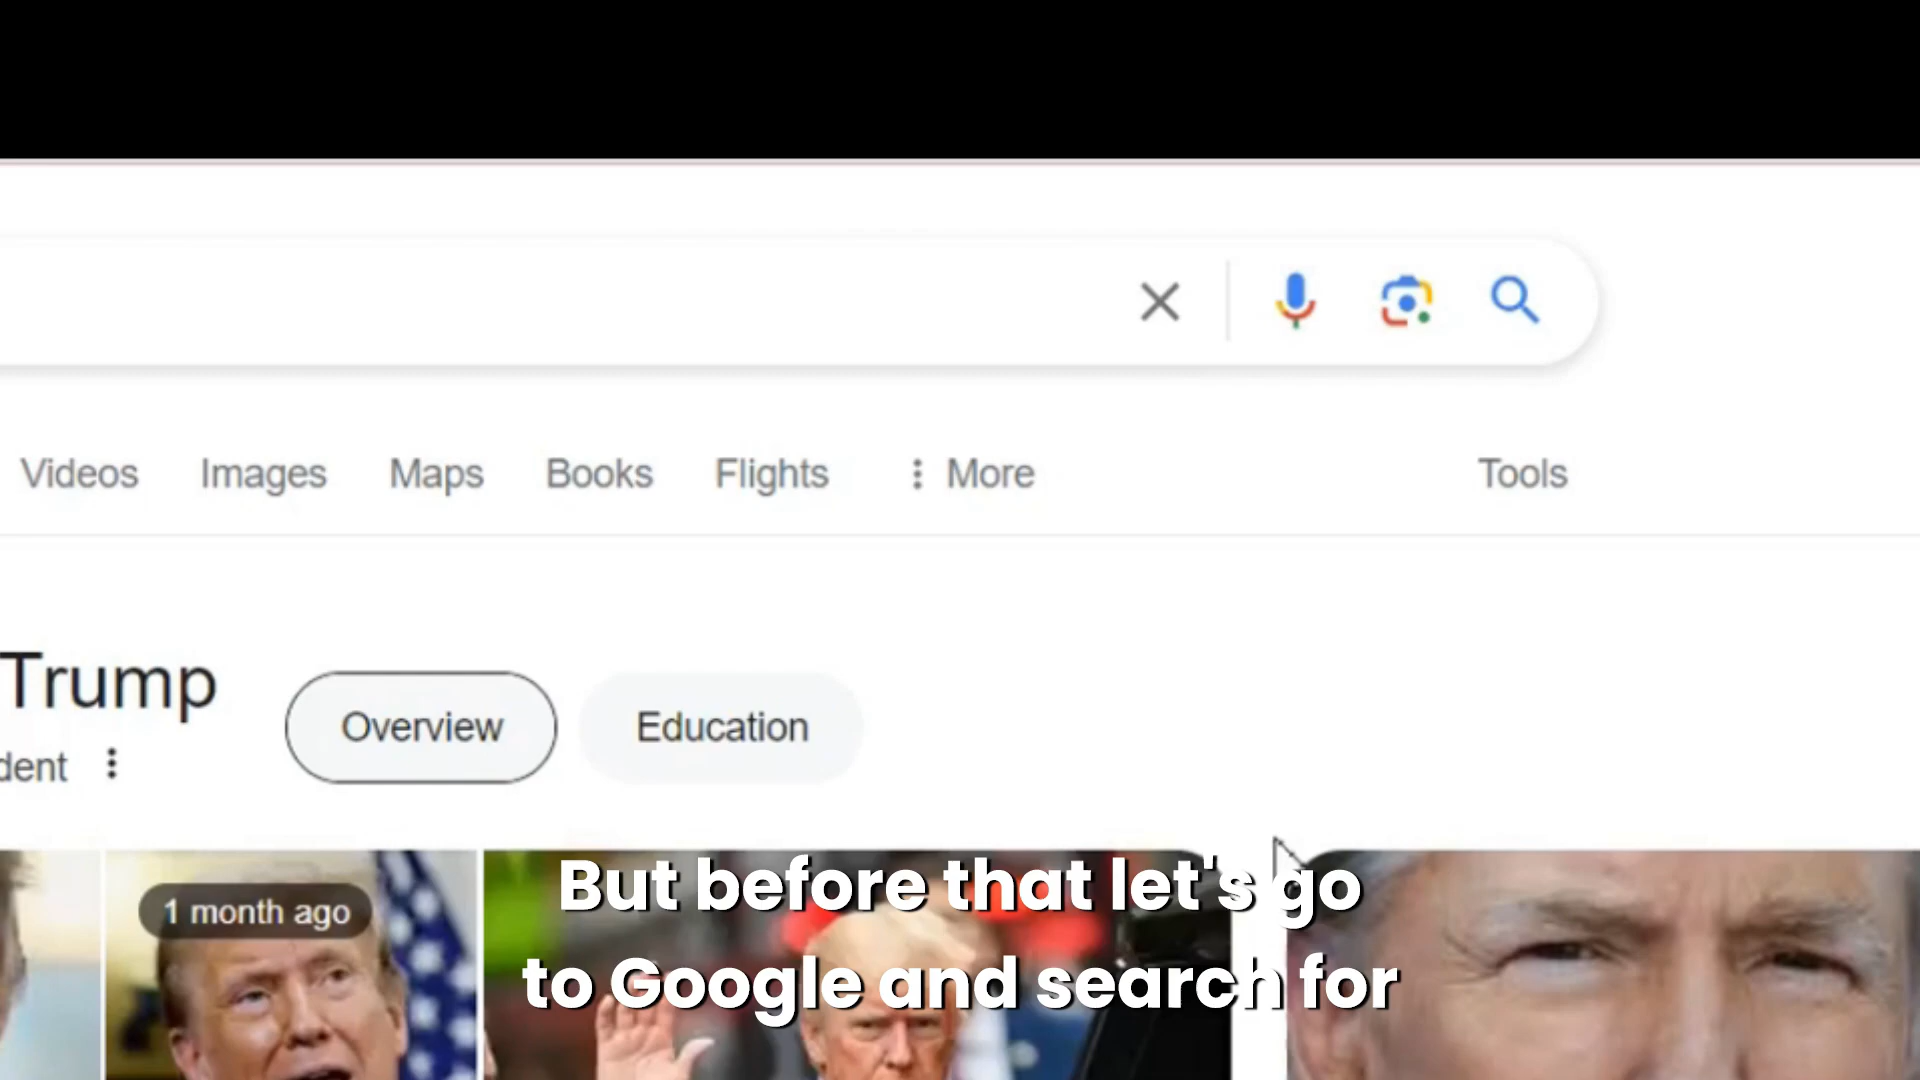 Videos Images Maps Books Flights More Tools
Trump
Overview Education
dent
1 month ago
But before that let's go
to Google and search for